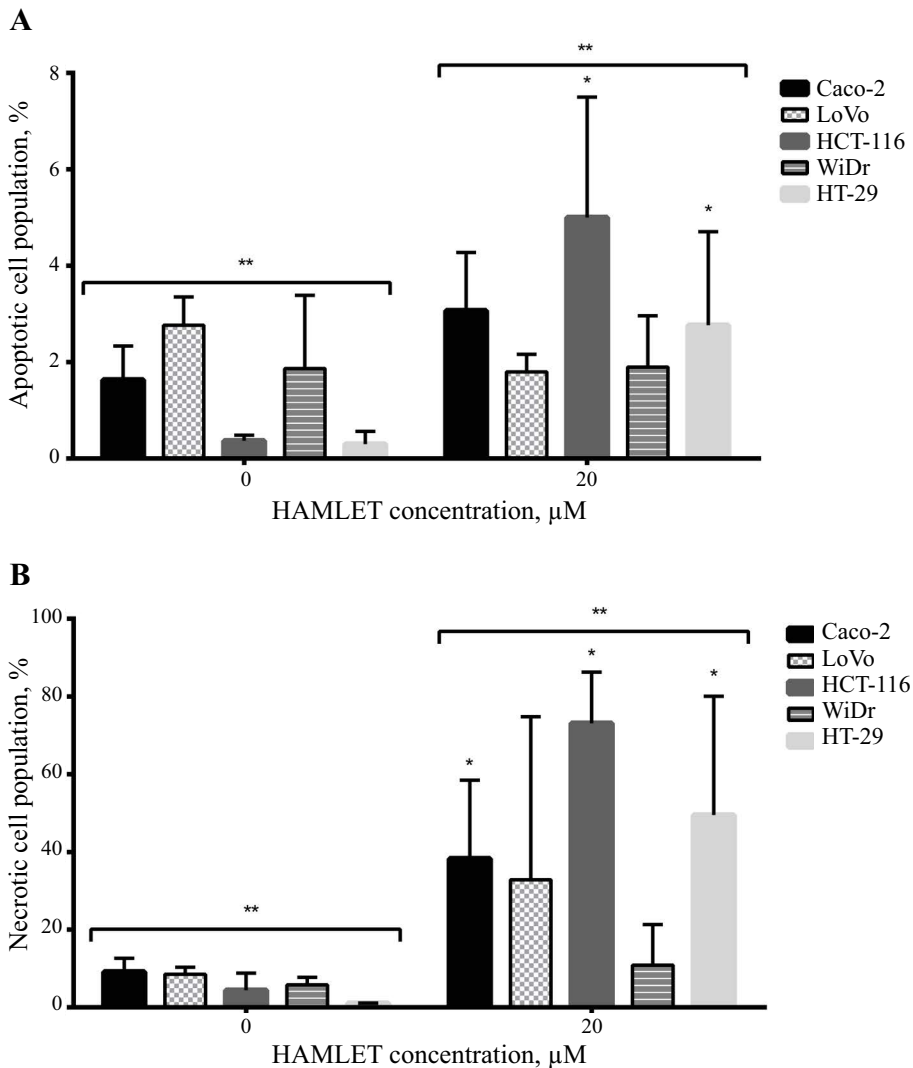 A
Apoptotic cell population, %
8
6
4
2
0
**
**
*
*
0
20
HAMLET concentration, µM
Caco-2
LoVo
HCT-116
WiDr
HT-29
B
Necrotic cell population, %
100
80
60
40
20
0
**
**
*
*
*
0
20
HAMLET concentration, µM
Caco-2
LoVo
HCT-116
WiDr
HT-29